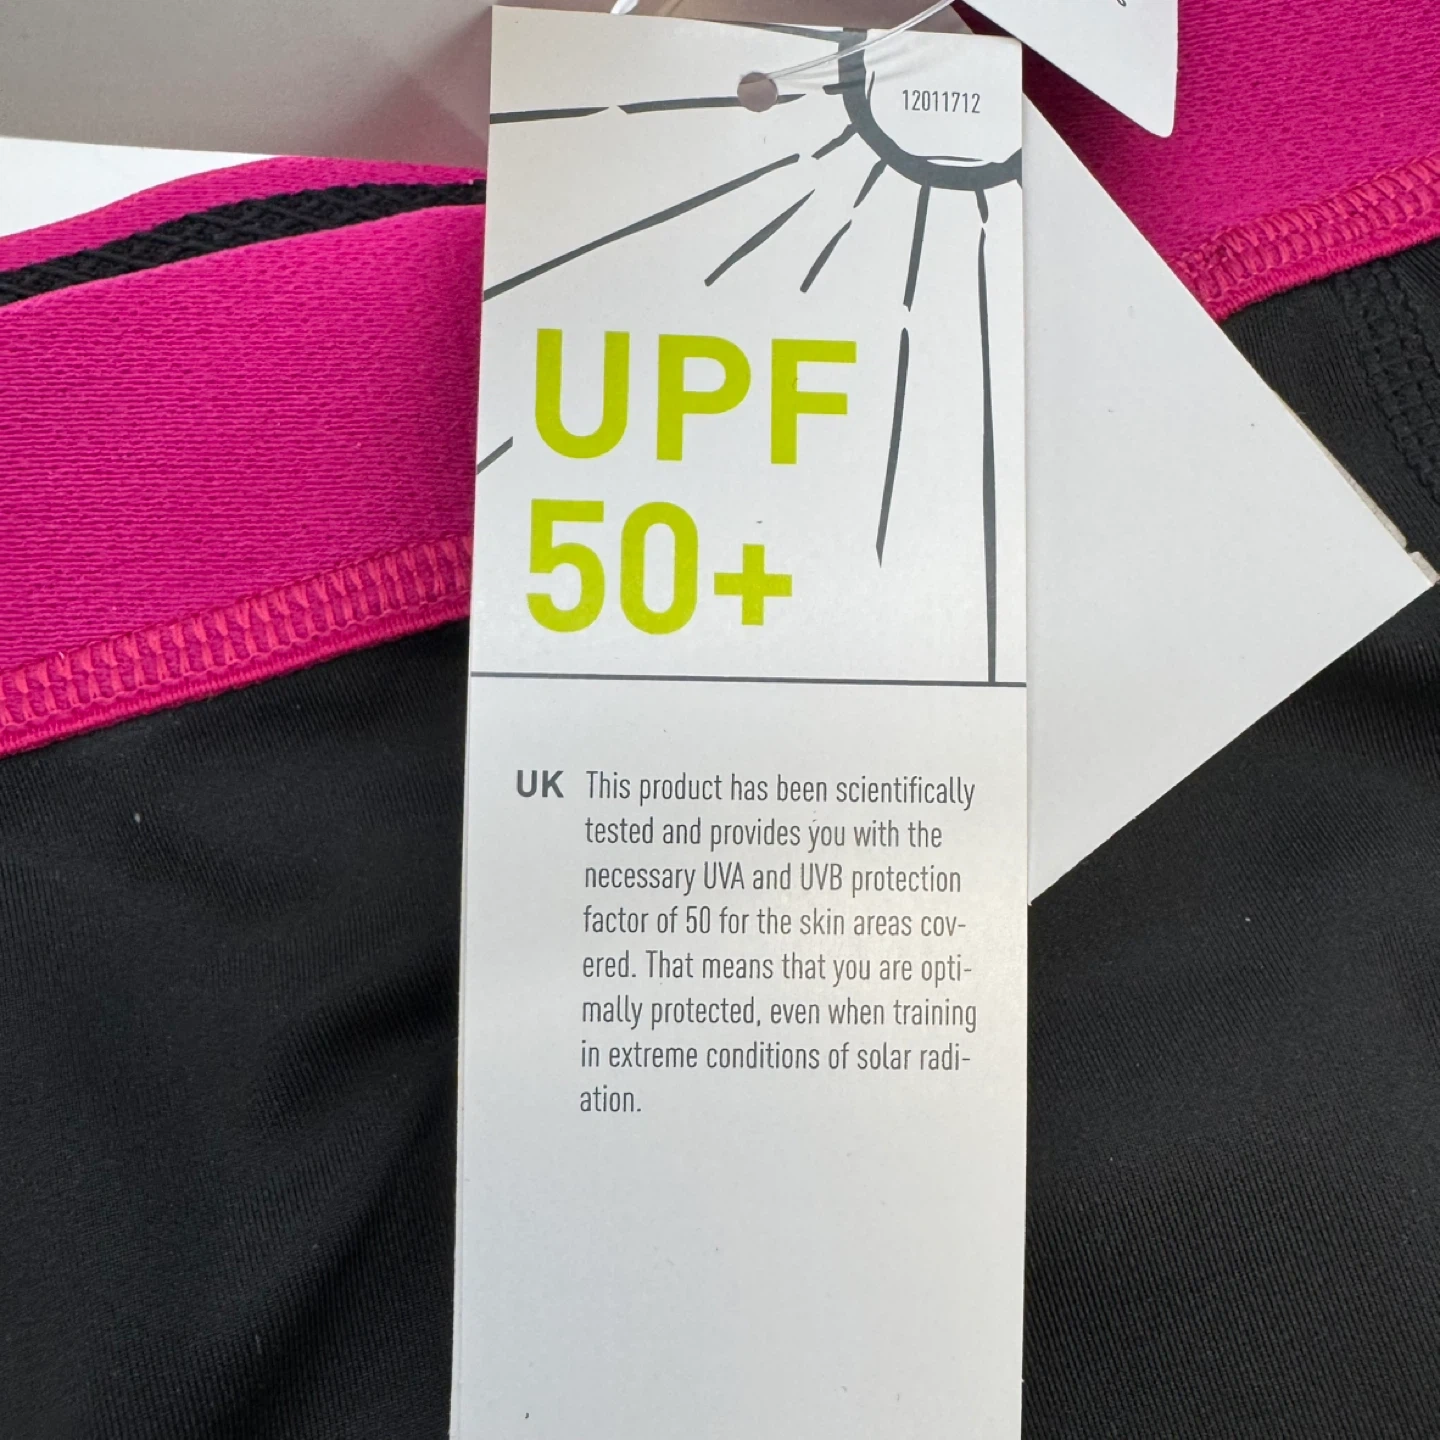 12011712
UPF
50+
UK This product has been scientifically
tested and provides you with the
necessary UVA and UVB protection
factor of 50 for the skin areas cov-
ered. That means that you are opti-
mally protected, even when training
in extreme conditions of solar radi-
ation.